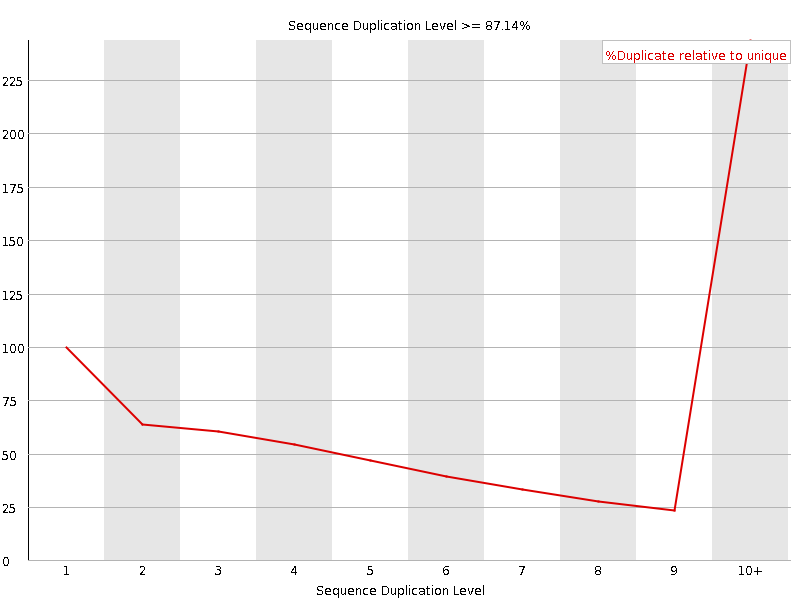 Sequence Duplication Level >= 87.14%
%Duplicate relative to unique
225
200
175
150
125
100
75
50
25
0
1 2 3 4 5 6 7 8 9 10+
Sequence Duplication Level